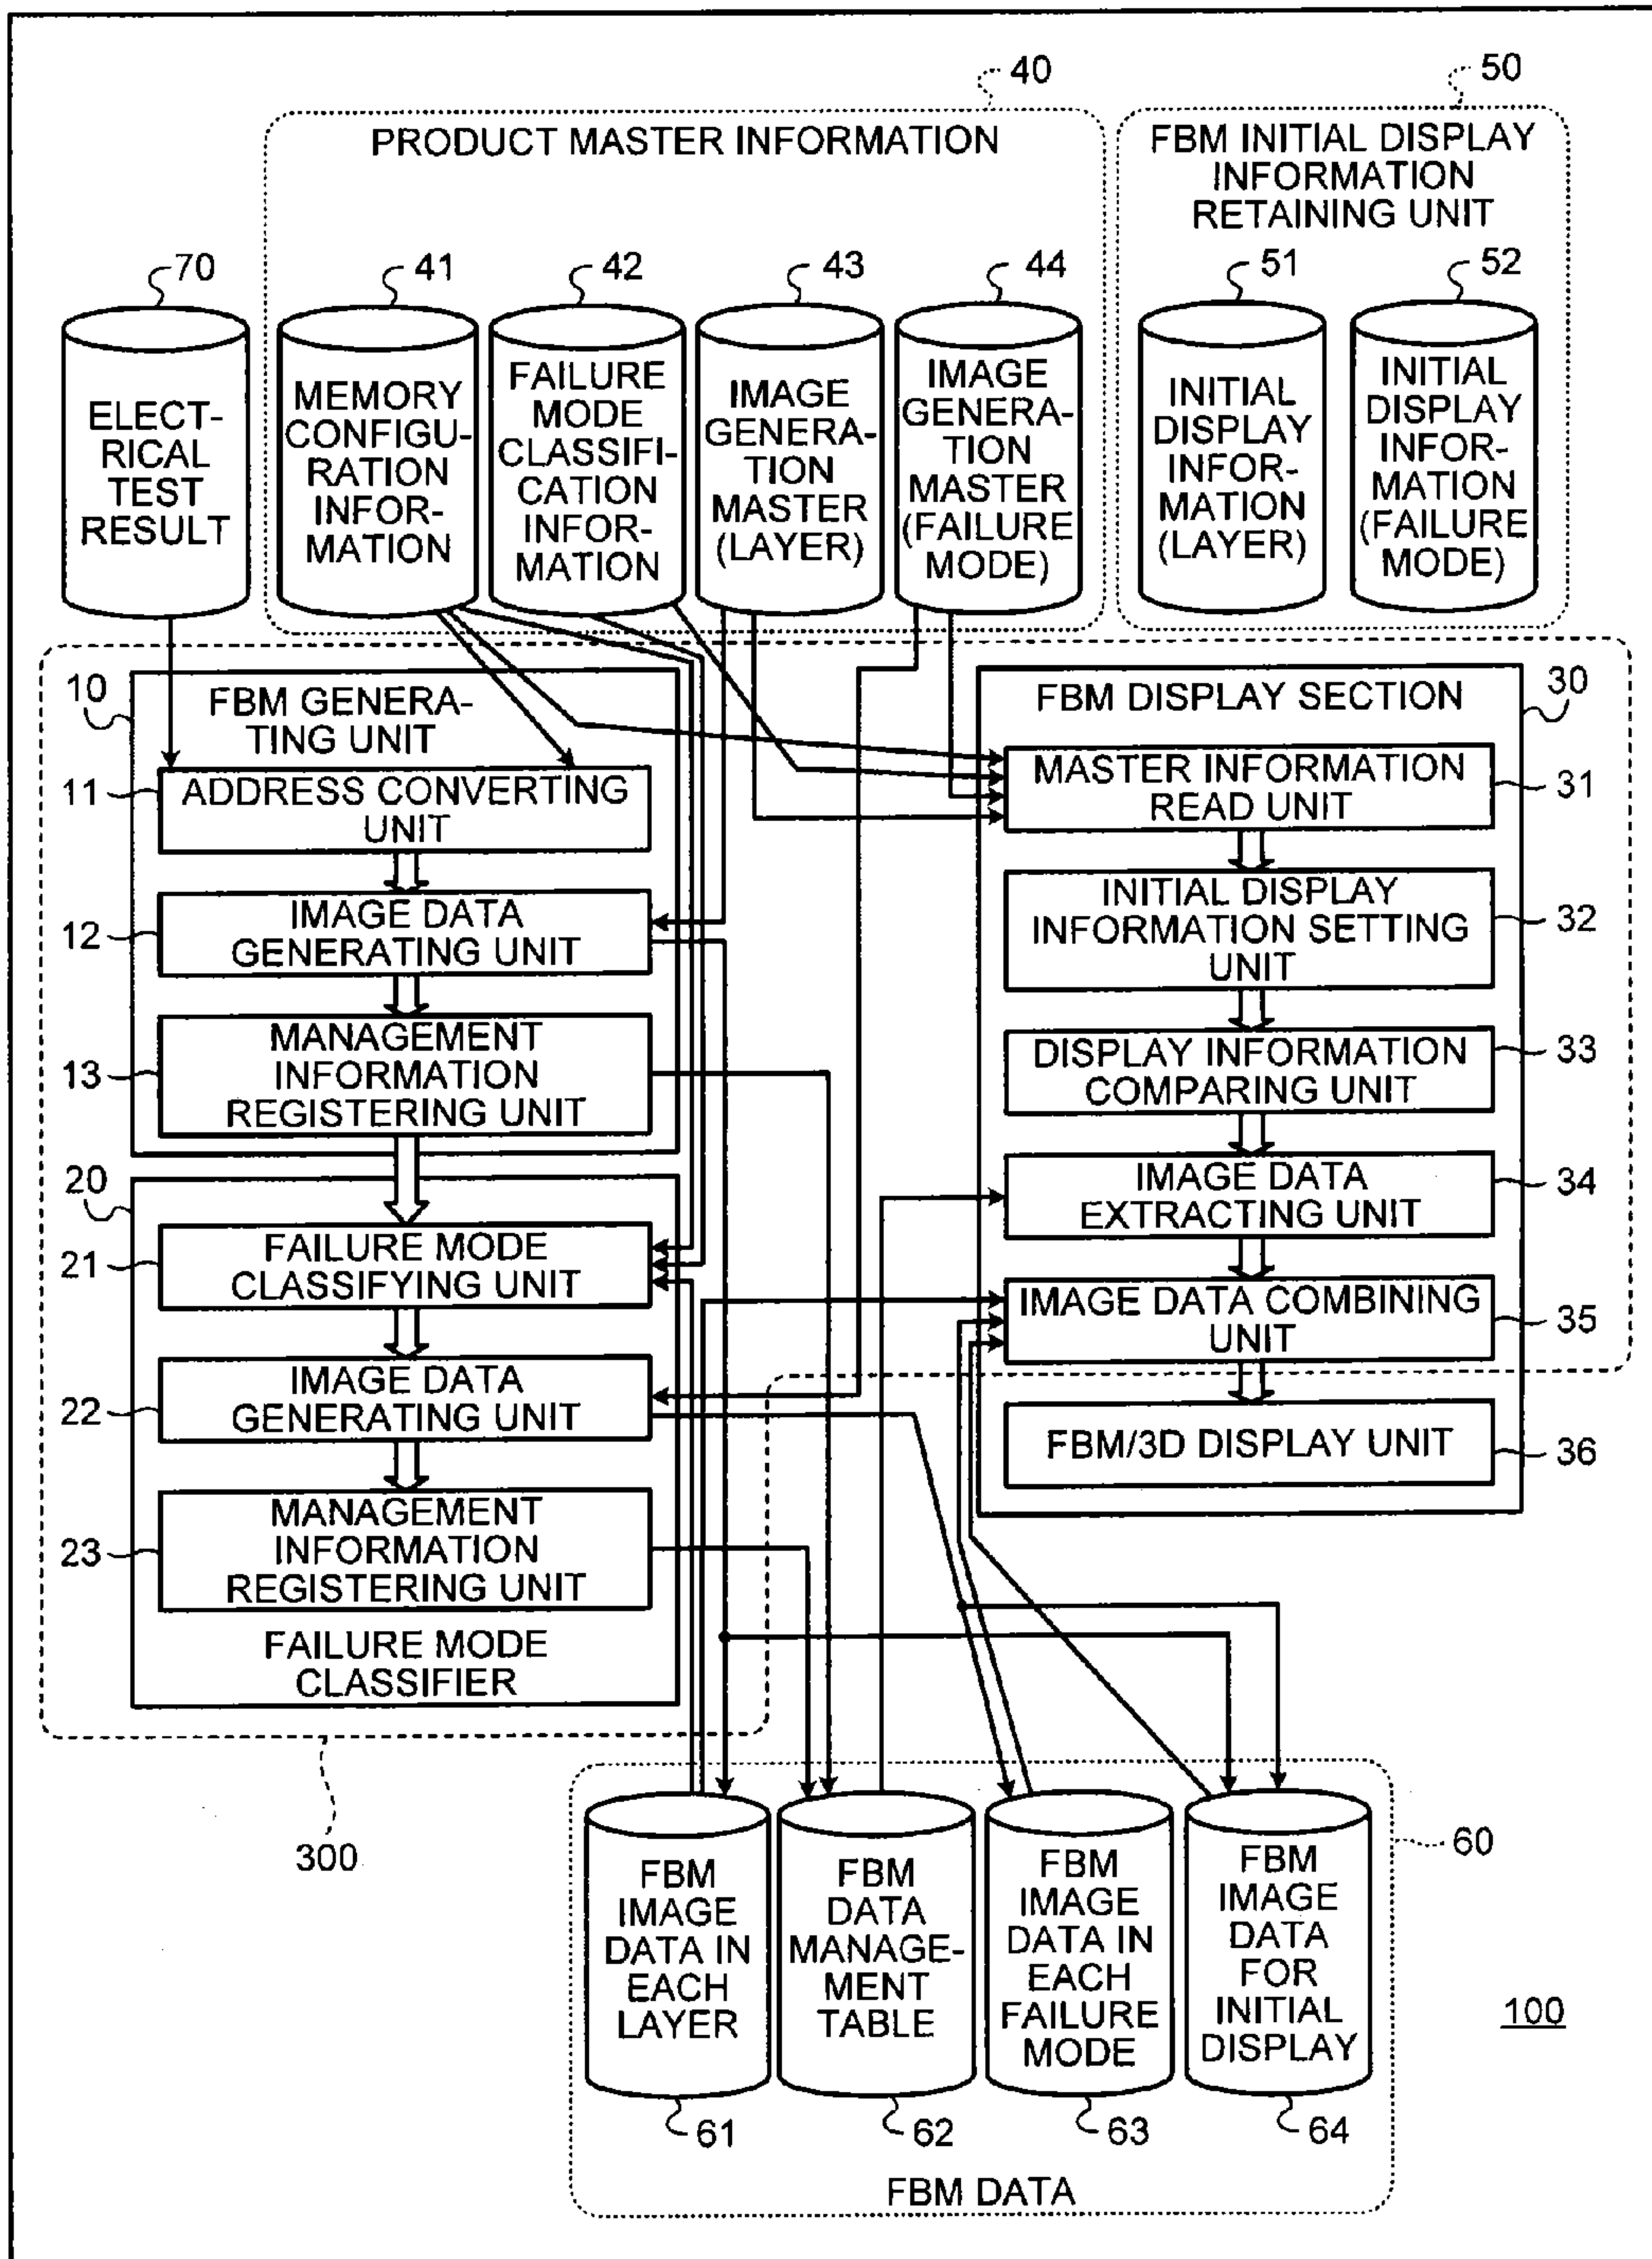 40
50
PRODUCT MASTER INFORMATION
FBM INITIAL DISPLAY
INFORMATION
RETAINING UNIT
70
41
42
43
44
51
52
ELECT-
RICAL
TEST
RESULT
MEMORY
CONFIGU-
RATION
INFOR-
MATION
FAILURE
MODE
CLASSIFI-
CATION
INFOR-
MATION
IMAGE
GENERA-
TION
MASTER
(LAYER)
IMAGE
GENERA-
TION
MASTER
(FAILURE
MODE)
INITIAL
DISPLAY
INFOR-
MATION
(LAYER)
INITIAL
DISPLAY
INFOR-
MATION
(FAILURE
MODE)
10
FBM GENERA-
TING UNIT
11
ADDRESS CONVERTING
UNIT
12
IMAGE DATA
GENERATING UNIT
13
MANAGEMENT
INFORMATION
REGISTERING UNIT
20
21
FAILURE MODE
CLASSIFYING UNIT
22
IMAGE DATA
GENERATING UNIT
23
MANAGEMENT
INFORMATION
REGISTERING UNIT
FAILURE MODE
CLASSIFIER
300
FBM DISPLAY SECTION
30
MASTER INFORMATION
READ UNIT
31
INITIAL DISPLAY
INFORMATION SETTING
UNIT
32
DISPLAY INFORMATION
COMPARING UNIT
33
IMAGE DATA
EXTRACTING UNIT
34
IMAGE DATA COMBINING
UNIT
35
FBM/3D DISPLAY UNIT
36
60
FBM
IMAGE
DATA IN
EACH
LAYER
FBM
DATA
MANAGE-
MENT
TABLE
FBM
IMAGE
DATA IN
EACH
FAILURE
MODE
FBM
IMAGE
DATA
FOR
INITIAL
DISPLAY
61
62
63
64
FBM DATA
100